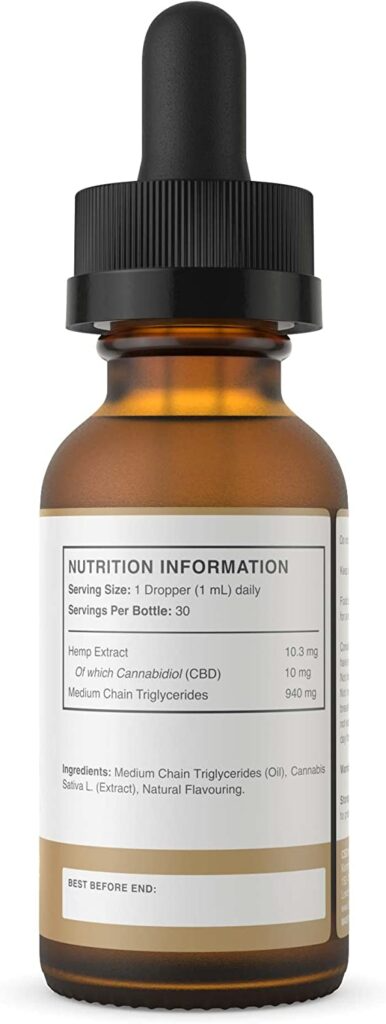 NUTRITION INFORMATION
Serving Size: 1 Dropper (1 mL) daily
Servings Per Bottle: 30
Hemp Extract 10.3 mg
Of which Cannabidiol (CBD) 10 mg
Medium Chain Triglycerides 940 mg
Ingredients: Medium Chain Triglycerides (Oil), Cannabis
Sativa L. (Extract), Natural Flavouring.
BEST BEFORE END: